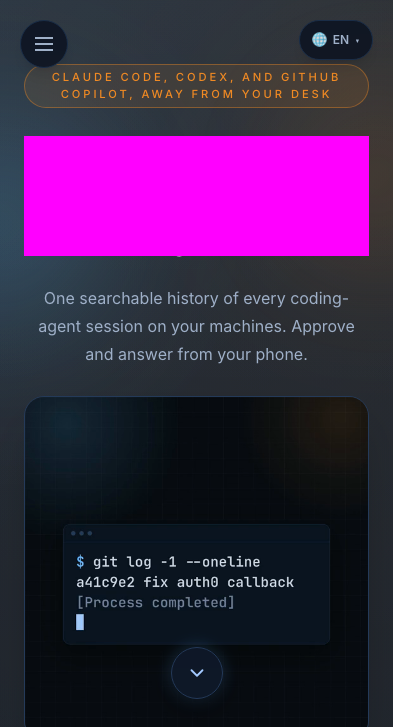 EN
CLAUDE CODE, CODEX, AND GITHUB
COPILOT, AWAY FROM YOUR DESK
One searchable history of every coding-
agent session on your machines. Approve
and answer from your phone.
$ git log -1 --oneline
a41c9e2 fix auth0 callback
[Process completed]